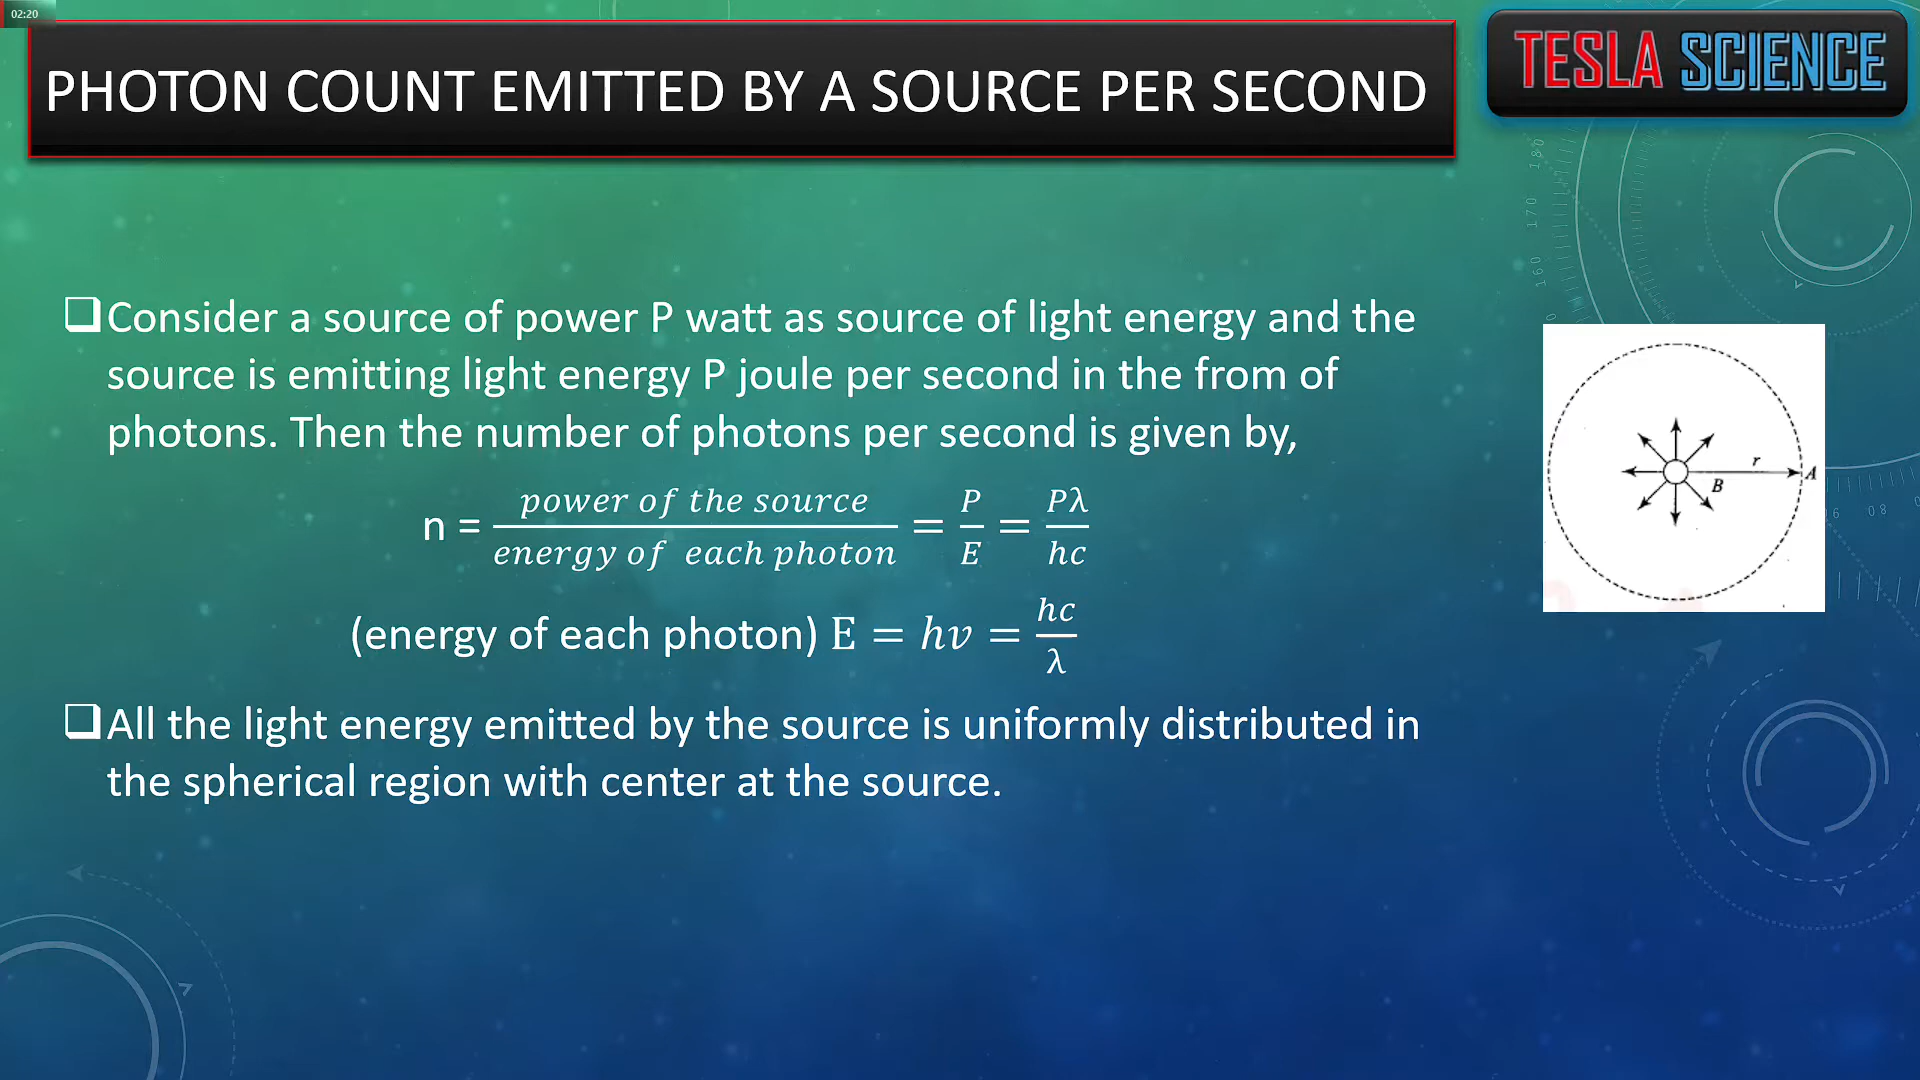 02:20
PHOTON COUNT EMITTED BY A SOURCE PER SECOND
TESLA SCIENCE
❑Consider a source of power P watt as source of light energy and the
source is emitting light energy P joule per second in the from of
photons. Then the number of photons per second is given by,
n = power of the source / energy of each photon = P/E = Pλ/hc
(energy of each photon) E = hv = hc/λ
❑All the light energy emitted by the source is uniformly distributed in
the spherical region with center at the source.
r
A
B
180
170
160
80